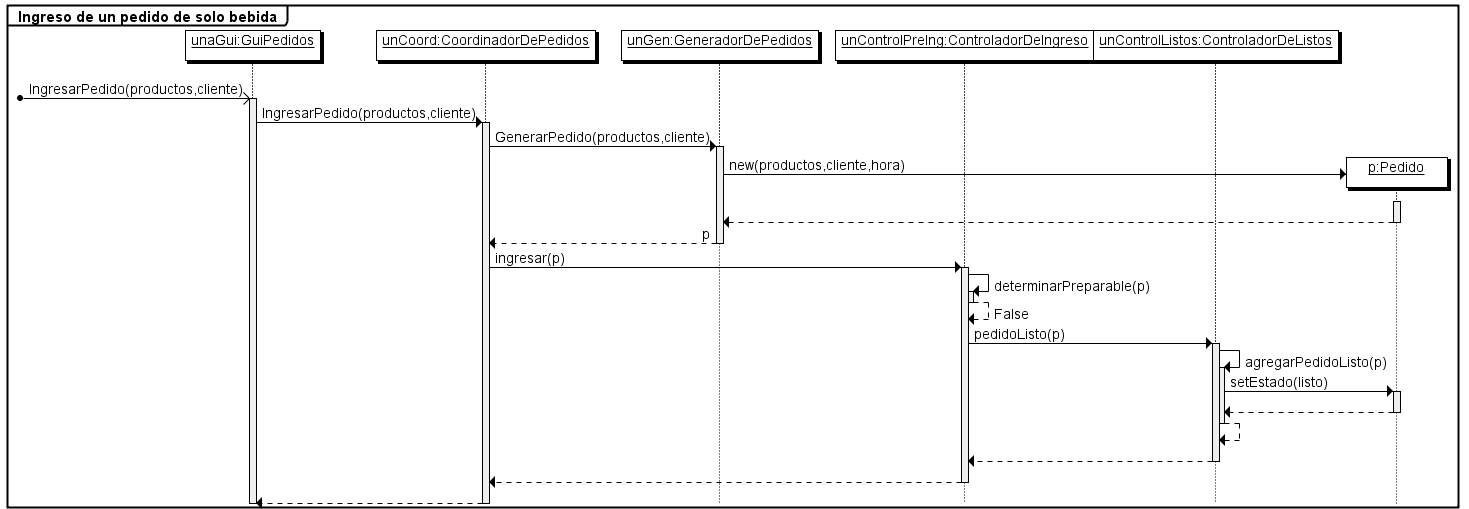 Ingreso de un pedido de solo bebida
unaGui:GuiPedidos
unCoord:CoordinadorDePedidos
unGen:GeneradorDePedidos
unControlPreIng:ControladorDeIngreso
unControlListos:ControladorDeListos
IngresarPedido(productos,cliente)
IngresarPedido(productos,cliente)
GenerarPedido(productos,cliente)
new(productos,cliente,hora)
p:Pedido
p
ingresar(p)
determinarPreparable(p)
False
pedidoListo(p)
agregarPedidoListo(p)
setEstado(listo)